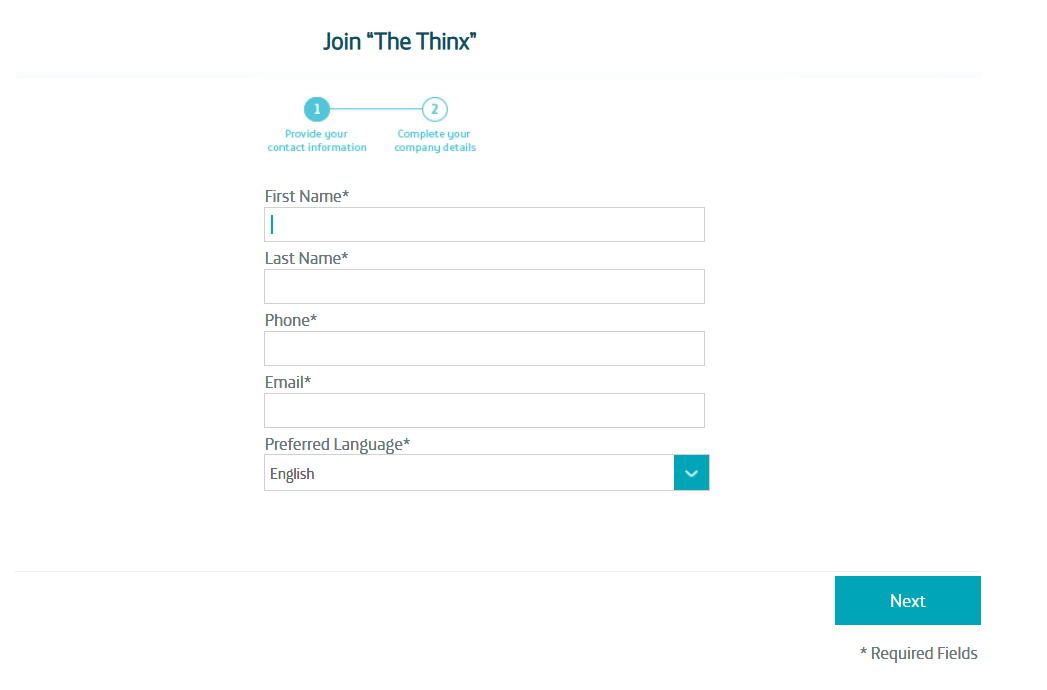 Join “The Thinx”
1
2
Provide your
contact information
Complete your
company details
First Name*
Last Name*
Phone*
Email*
Preferred Language*
English
Next
* Required Fields